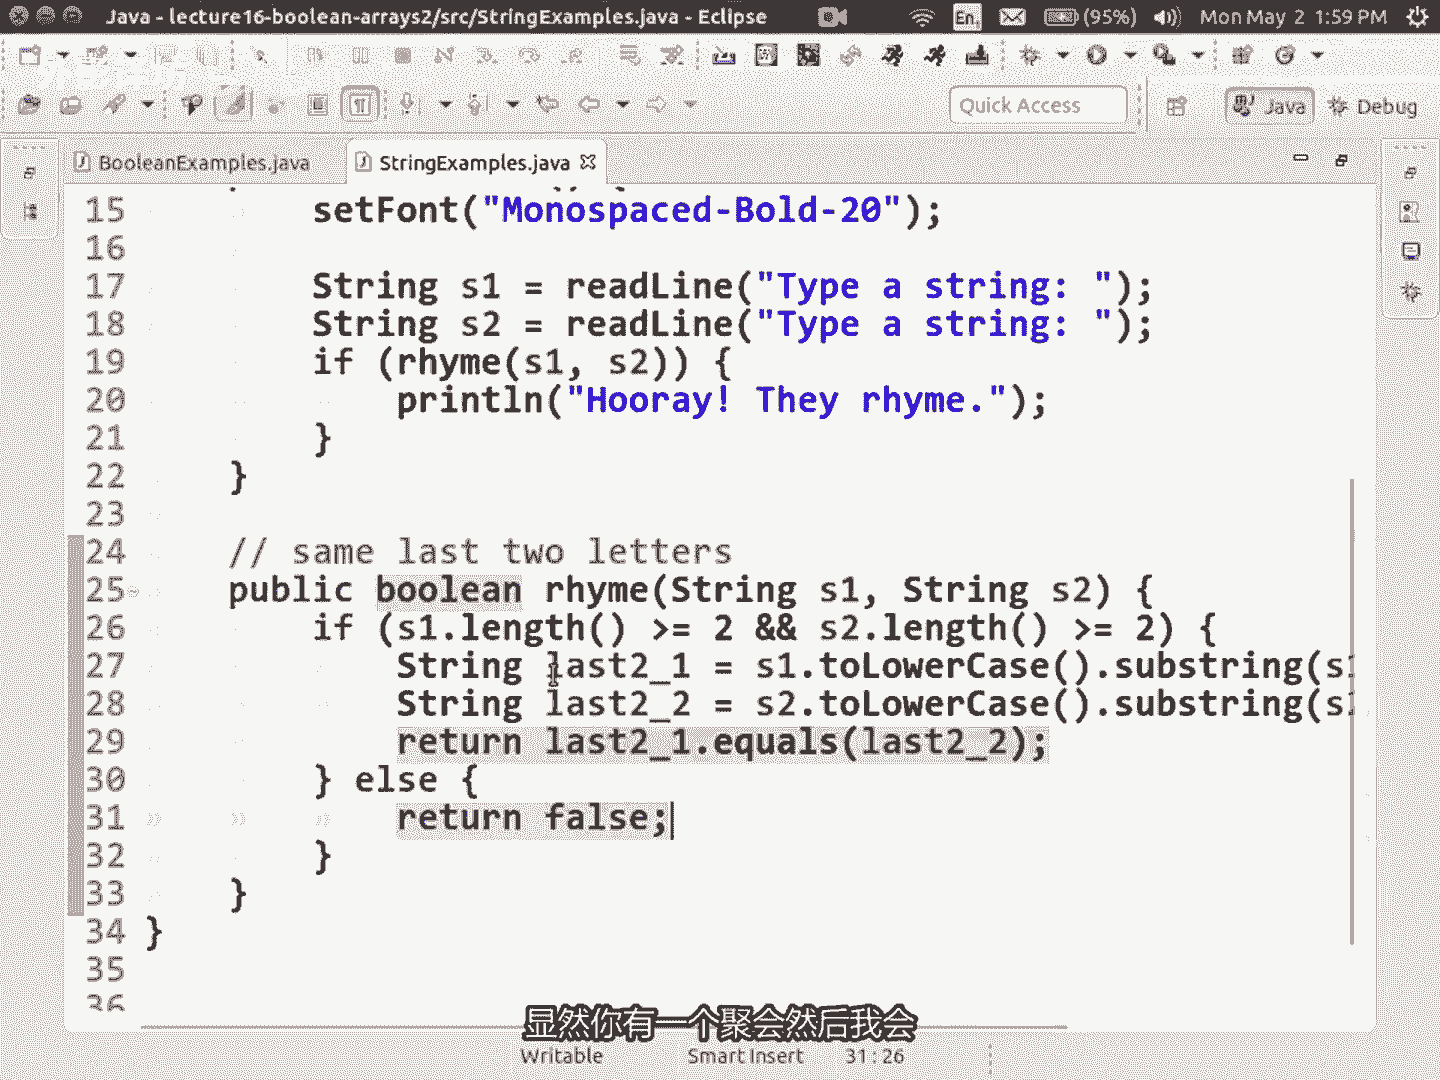 Java - lecture16-boolean-arrays2/src/StringExamples.java - Eclipse
En
(95%)
Mon May 2 1:59 PM
Quick Access
Java
Debug
BooleanExamples.java
StringExamples.java
15 setFont("Monospaced-Bold-20");
16
17 String s1 = readLine("Type a string: ");
18 String s2 = readLine("Type a string: ");
19 if (rhyme(s1, s2)) {
20 println("Hooray! They rhyme.");
21 }
22 }
23
24 // same last two letters
25 public boolean rhyme(String s1, String s2) {
26 if (s1.length() >= 2 && s2.length() >= 2) {
27 String last2_1 = s1.toLowerCase().substring(s1
28 String last2_2 = s2.toLowerCase().substring(s2
29 return last2_1.equals(last2_2);
30 } else {
31 return false;
32 }
33 }
34 }
35
36
显然你有一个聚会然后我会
Writable
Smart Insert
31 : 26